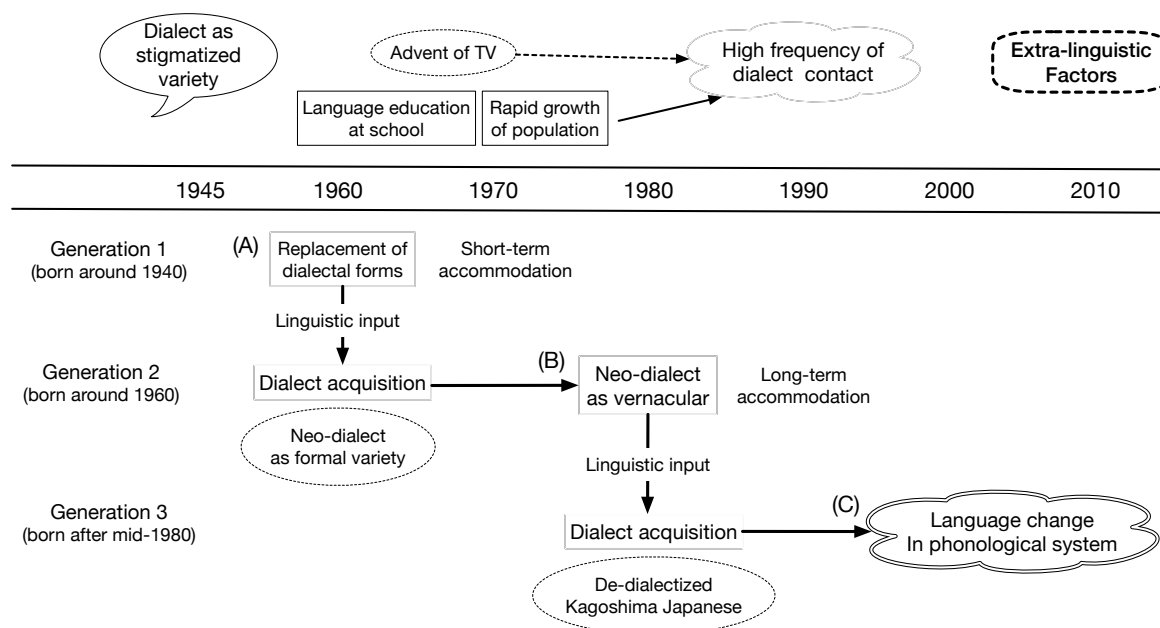 Dialect as
stigmatized
variety
Advent of TV
High frequency of
dialect contact
Extra-linguistic
Factors
Language education
at school
Rapid growth
of population
1945 1960 1970 1980 1990 2000 2010
Generation 1
(born around 1940)
(A)
Replacement of
dialectal forms
Short-term
accommodation
Linguistic input
Generation 2
(born around 1960)
Dialect acquisition
(B)
Neo-dialect
as vernacular
Long-term
accommodation
Neo-dialect
as formal variety
Linguistic input
Generation 3
(born after mid-1980)
Dialect acquisition
(C)
Language change
In phonological system
De-dialectized
Kagoshima Japanese